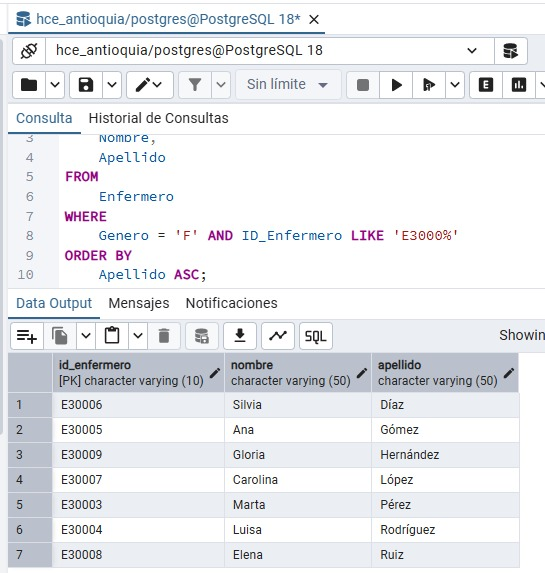 hce_antioquia/postgres@PostgreSQL 18*
hce_antioquia/postgres@PostgreSQL 18
Sin límite
E
Consulta Historial de Consultas
3 Nombre,
4 Apellido
5 FROM
6 Enfermero
7 WHERE
8 Genero = 'F' AND ID_Enfermero LIKE 'E3000%'
9 ORDER BY
10 Apellido ASC;
Data Output Mensajes Notificaciones
SQL Showin
id_enfermero nombre apellido
[PK] character varying (10) character varying (50) character varying (50)
1 E30006 Silvia Díaz
2 E30005 Ana Gómez
3 E30009 Gloria Hernández
4 E30007 Carolina López
5 E30003 Marta Pérez
6 E30004 Luisa Rodríguez
7 E30008 Elena Ruiz